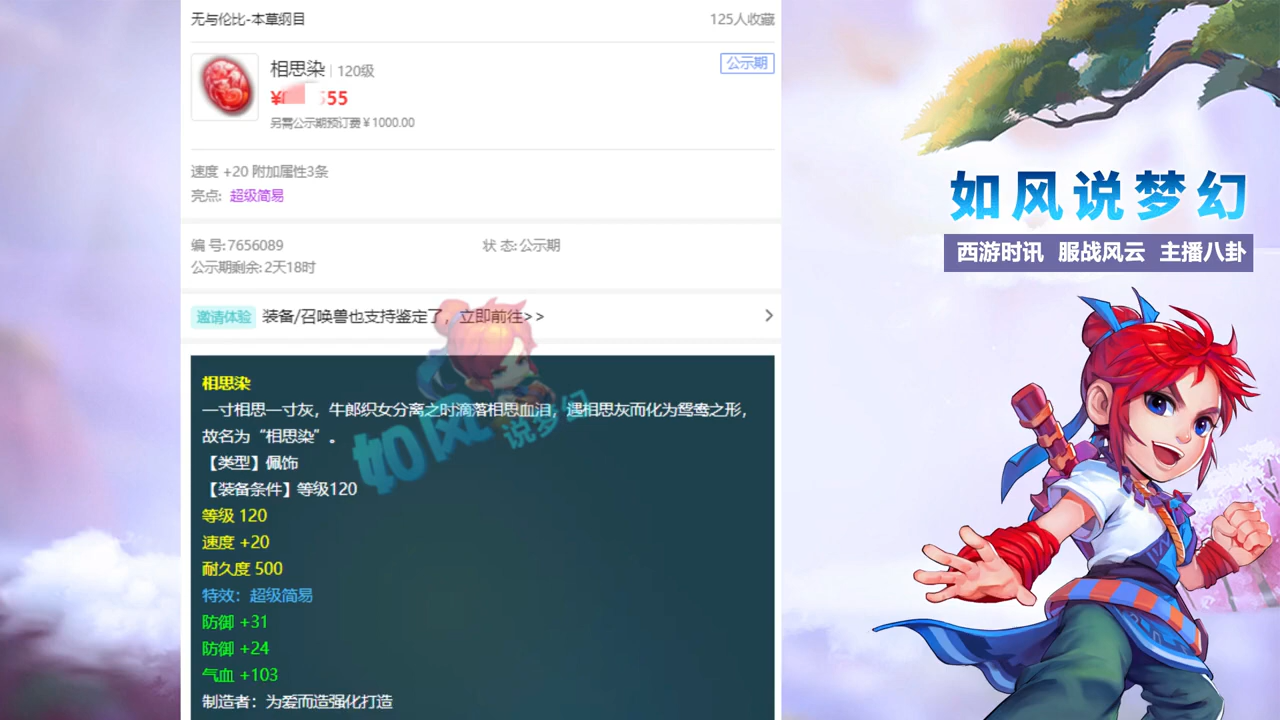 无与伦比-本草纲目
125人收藏
相思染 | 120级
公示期
¥ 55
另需公示期预订费¥1000.00
速度 +20 附加属性3条
亮点: 超级简易
编 号: 7656089
状 态: 公示期
公示期剩余: 2天18时
邀请体验 装备/召唤兽也支持鉴定了，立即前往>>
相思染
一寸相思一寸灰，牛郎织女分离之时滴落相思血泪，遇相思灰而化为鸳鸯之形，
故名为“相思染”。
【类型】佩饰
【装备条件】等级120
等级 120
速度 +20
耐久度 500
特效：超级简易
防御 +31
防御 +24
气血 +103
制造者：为爱而造强化打造
如风
说梦幻
如风说梦幻
西游时讯 服战风云 主播八卦